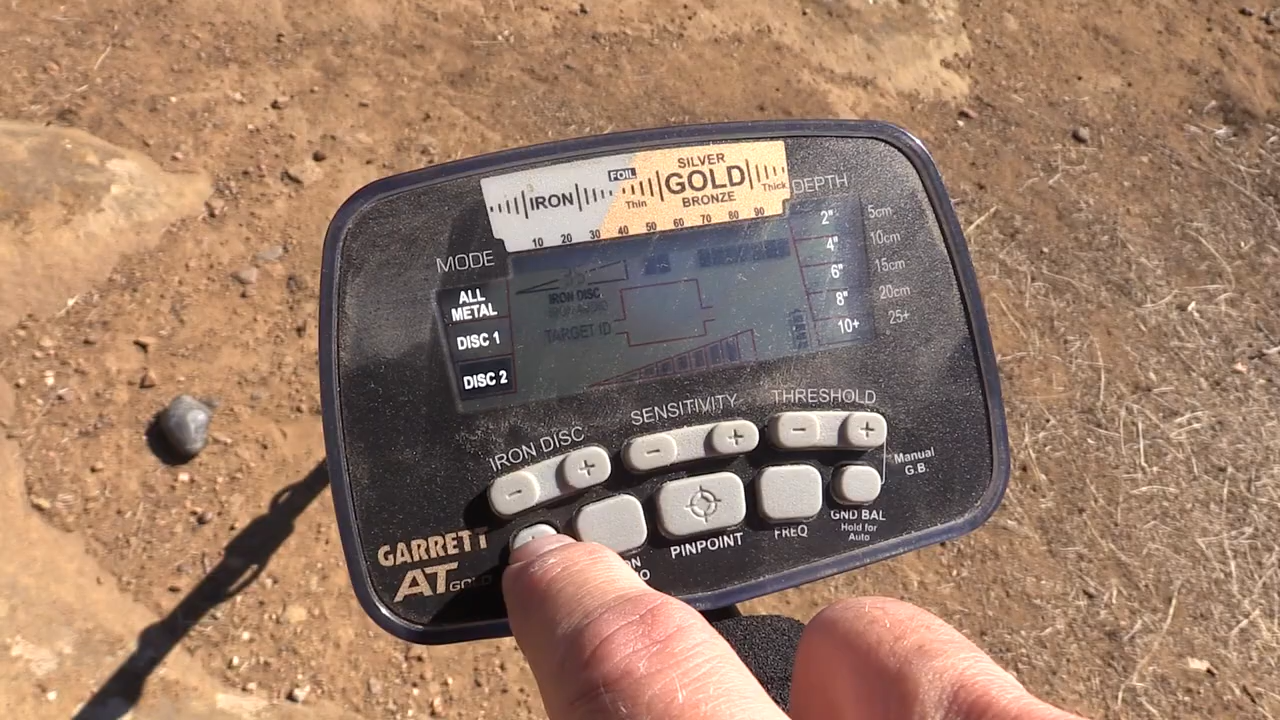 SILVER
FOIL
IRON
GOLD
Thin
BRONZE
Thick
10 20 30 40 50 60 70 80 90
DEPTH
2" 5cm
4" 10cm
6" 15cm
8" 20cm
10+ 25+
MODE
ALL
METAL
DISC 1
DISC 2
IRON DISC
TARGET ID
IRON DISC
SENSITIVITY
THRESHOLD
- +
- +
- +
Manual
G.B.
PINPOINT
FREQ
GND BAL
Hold for
Auto
GARRETT
AT GOLD